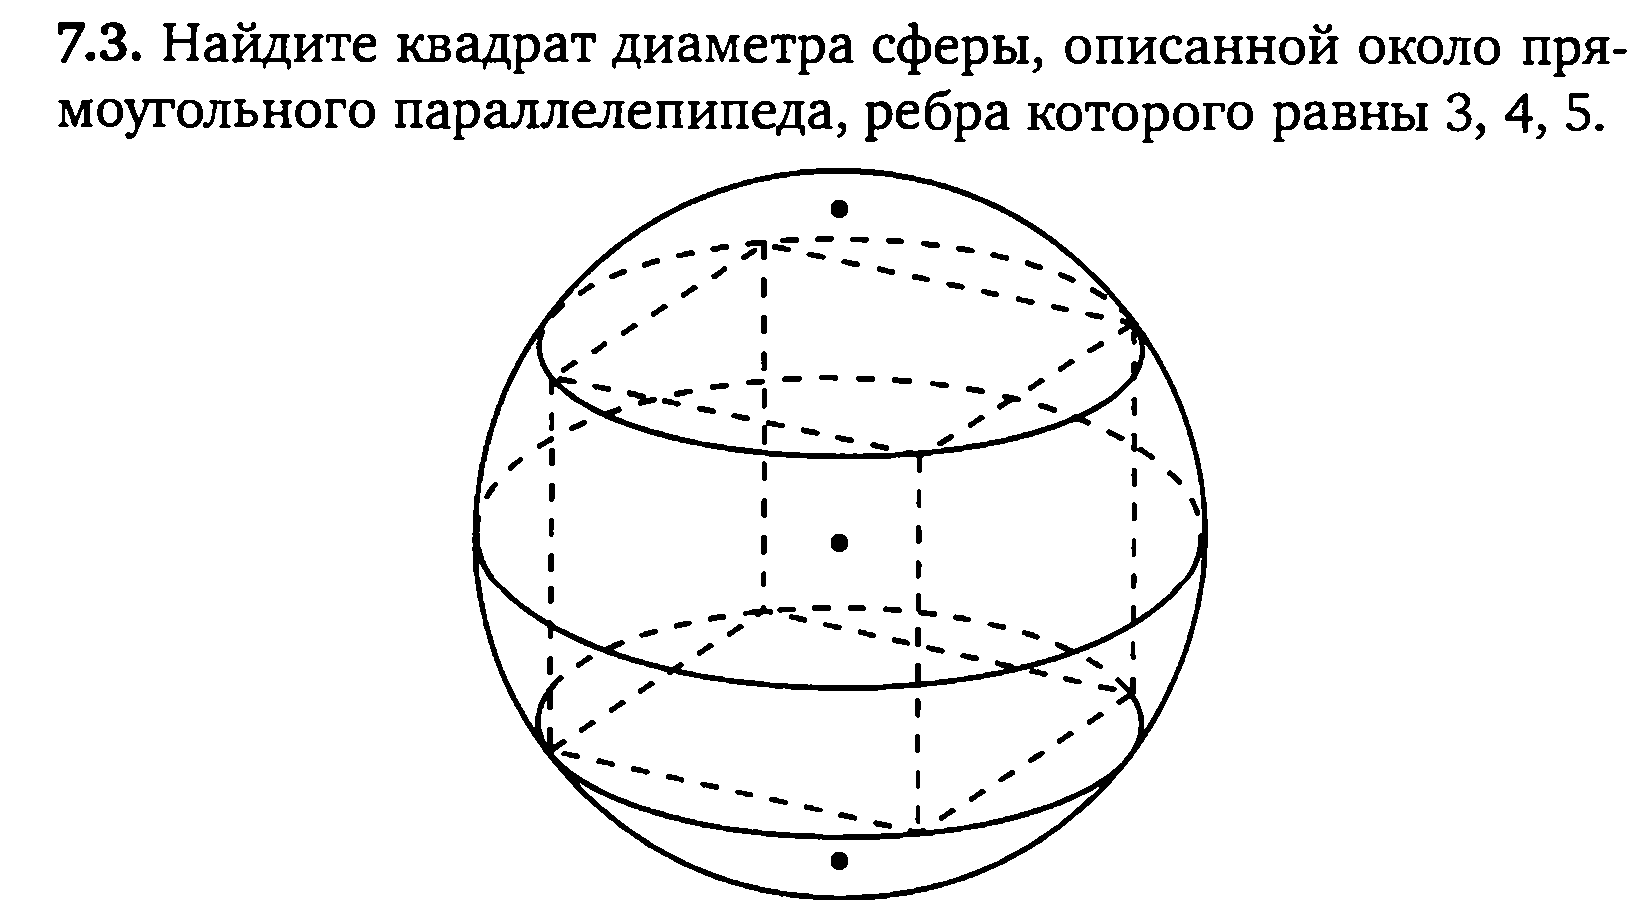 7.3. Найдите квадрат диаметра сферы, описанной около пря-
моугольного параллелепипеда, ребра которого равны 3, 4, 5.